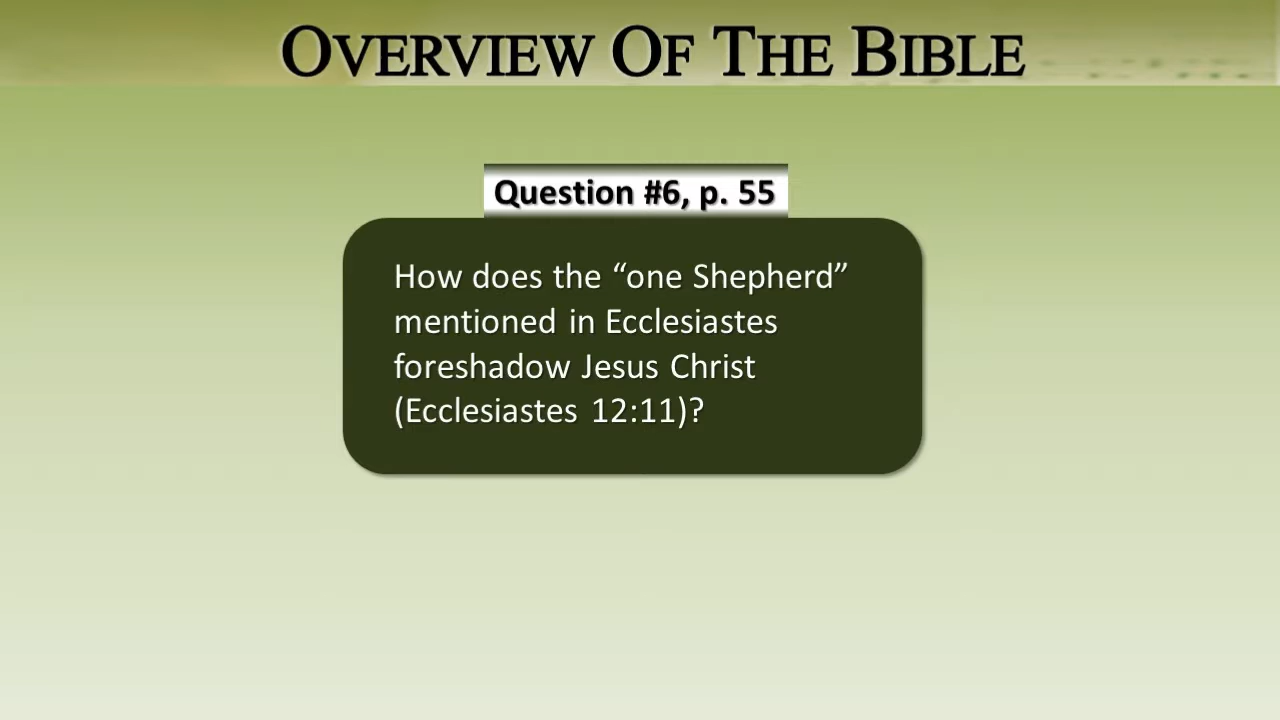 OVERVIEW OF THE BIBLE
Question #6, p. 55
How does the “one Shepherd”
mentioned in Ecclesiastes
foreshadow Jesus Christ
(Ecclesiastes 12:11)?